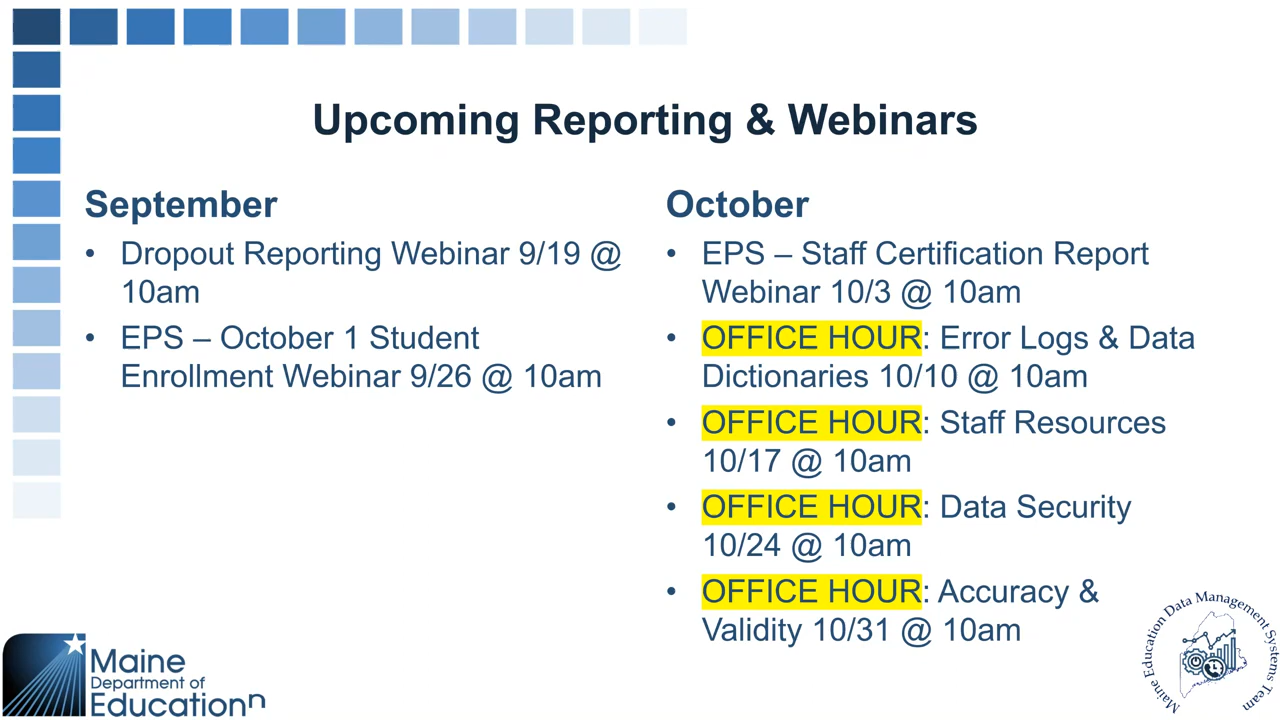 Upcoming Reporting & Webinars
September
• Dropout Reporting Webinar 9/19 @
10am
• EPS – October 1 Student
Enrollment Webinar 9/26 @ 10am
October
• EPS – Staff Certification Report
Webinar 10/3 @ 10am
• OFFICE HOUR: Error Logs & Data
Dictionaries 10/10 @ 10am
• OFFICE HOUR: Staff Resources
10/17 @ 10am
• OFFICE HOUR: Data Security
10/24 @ 10am
• OFFICE HOUR: Accuracy &
Validity 10/31 @ 10am
Maine
Department of
Educationn
Maine Education Data Management Systems Team